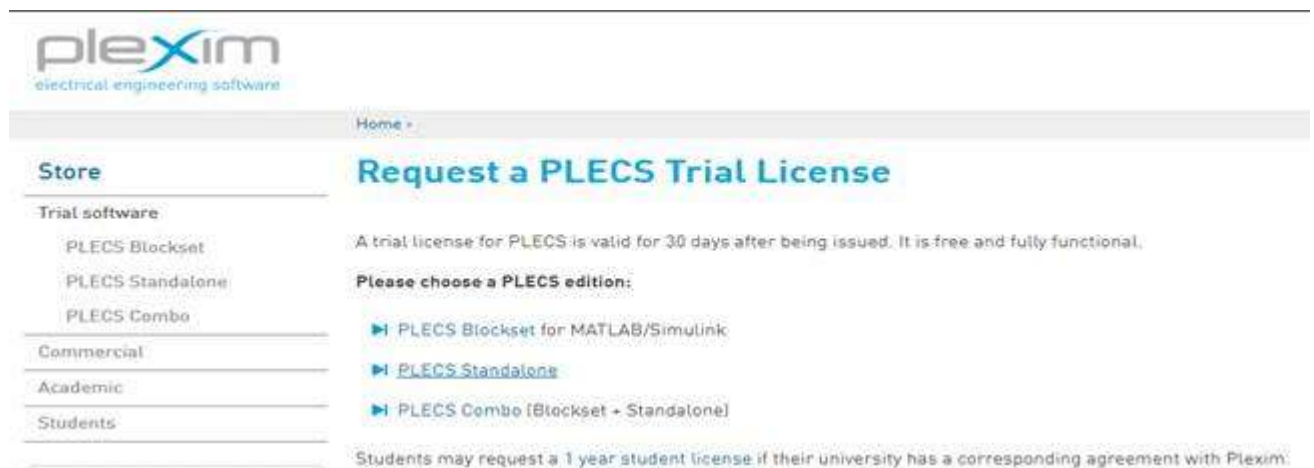 plexim
electrical engineering software
Home ›
Store
Trial software
PLECS Blockset
PLECS Standalone
PLECS Combo
Commercial
Academic
Students
Request a PLECS Trial License
A trial license for PLECS is valid for 30 days after being issued. It is free and fully functional.
Please choose a PLECS edition:
PLECS Blockset for MATLAB/Simulink
PLECS Standalone
PLECS Combo (Blockset + Standalone)
Students may request a 1 year student license if their university has a corresponding agreement with Plexim.